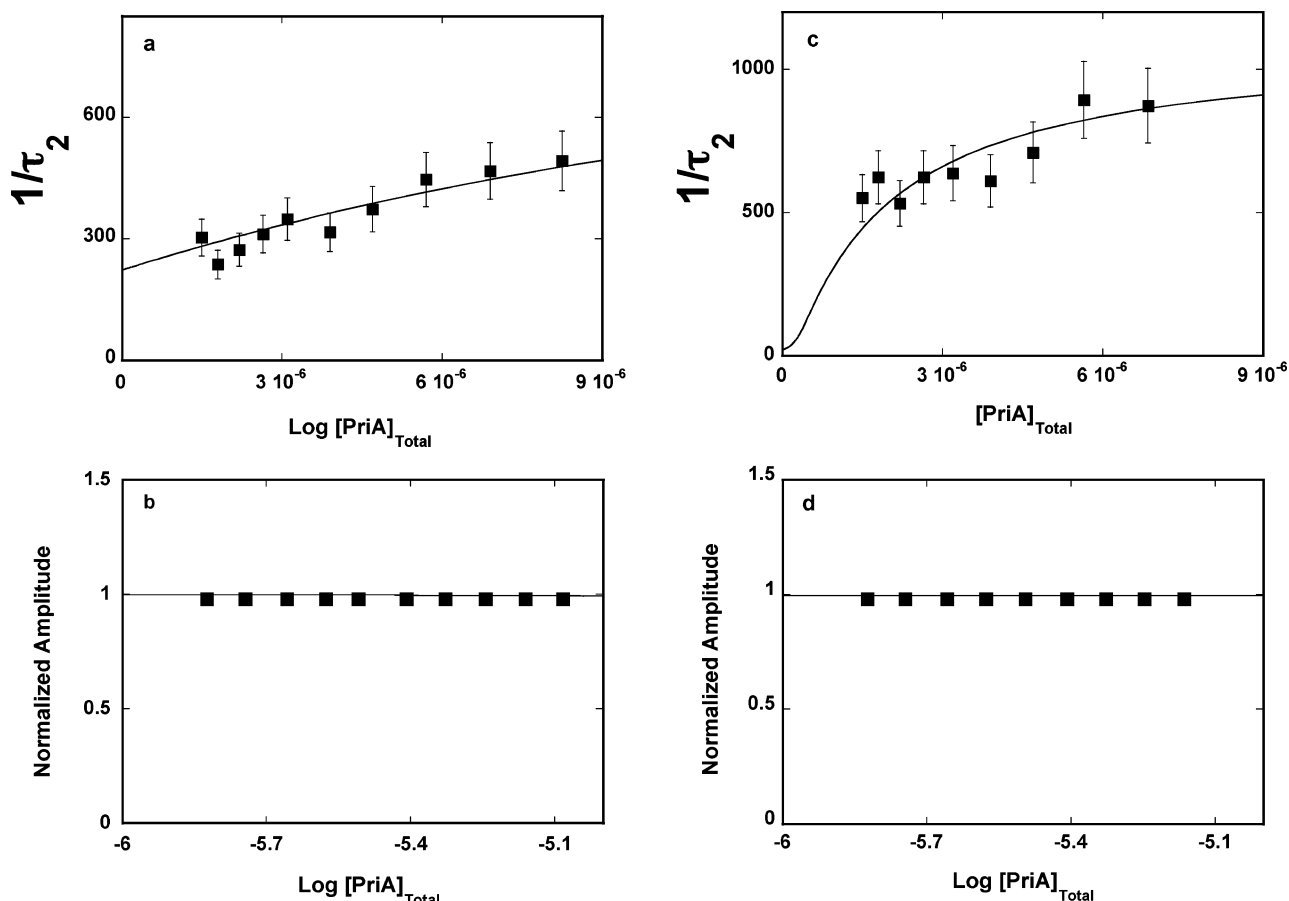 a
1/τ2
600
300
0
0
3 10-6
6 10-6
9 10-6
Log [PriA]Total
c
1/τ2
1000
500
0
0
3 10-6
6 10-6
9 10-6
[PriA]Total
b
Normalized Amplitude
1.5
1
0.5
0
-6
-5.7
-5.4
-5.1
Log [PriA]Total
d
Normalized Amplitude
1.5
1
0.5
0
-6
-5.7
-5.4
-5.1
Log [PriA]Total